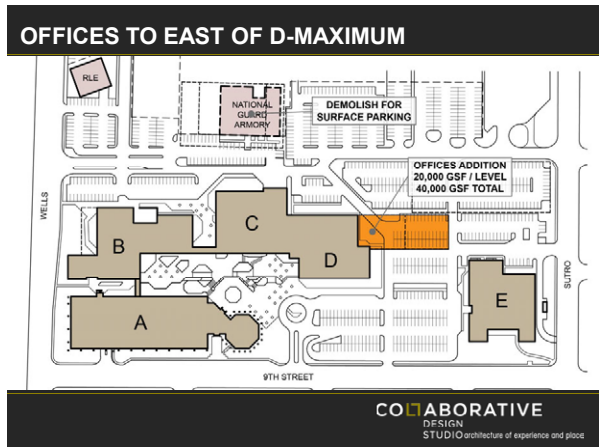 OFFICES TO EAST OF D-MAXIMUM
RLE
NATIONAL
GUARD
ARMORY
DEMOLISH FOR
SURFACE PARKING
OFFICES ADDITION
20,000 GSF / LEVEL
40,000 GSF TOTAL
WELLS
B
C
D
A
E
SUTRO
9TH STREET
COLLABORATIVE
DESIGN
STUDIO architecture of experience and place